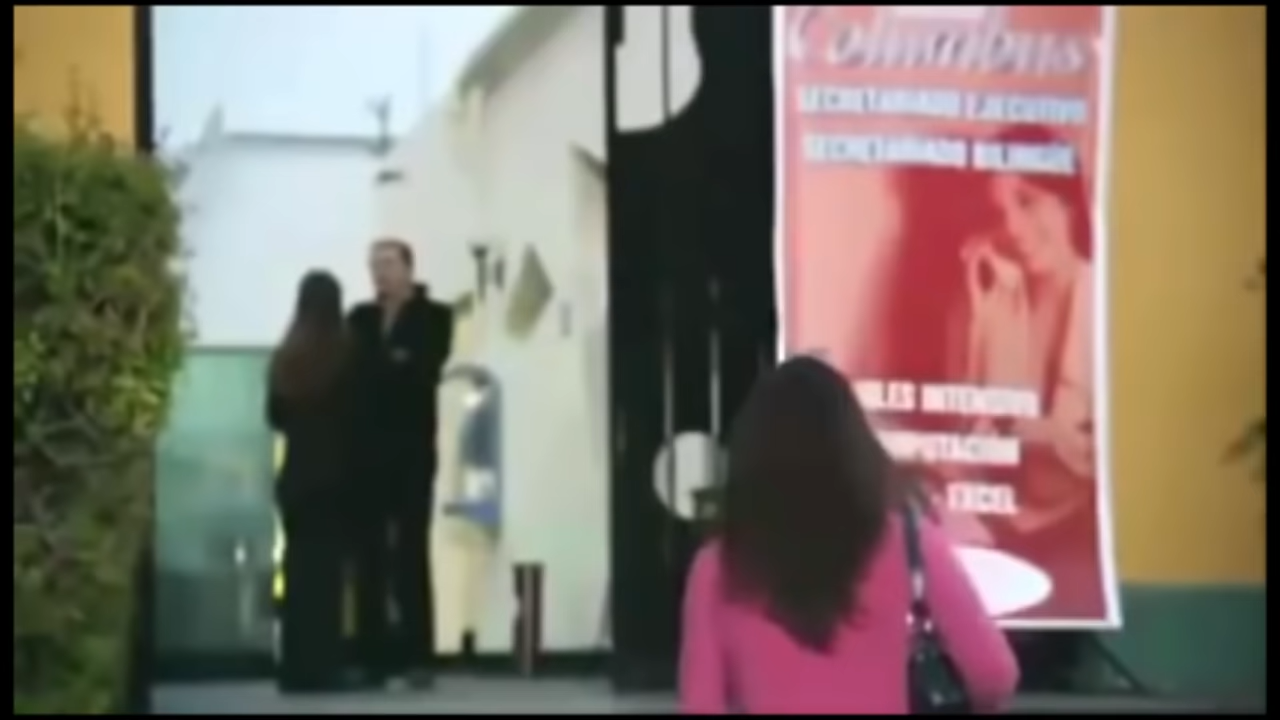 Columbus
SECRETARIADO EJECUTIVO
SECRETARIADO BILINGÜE
INTENSIVO
COMPUTACIÓN
EXCEL